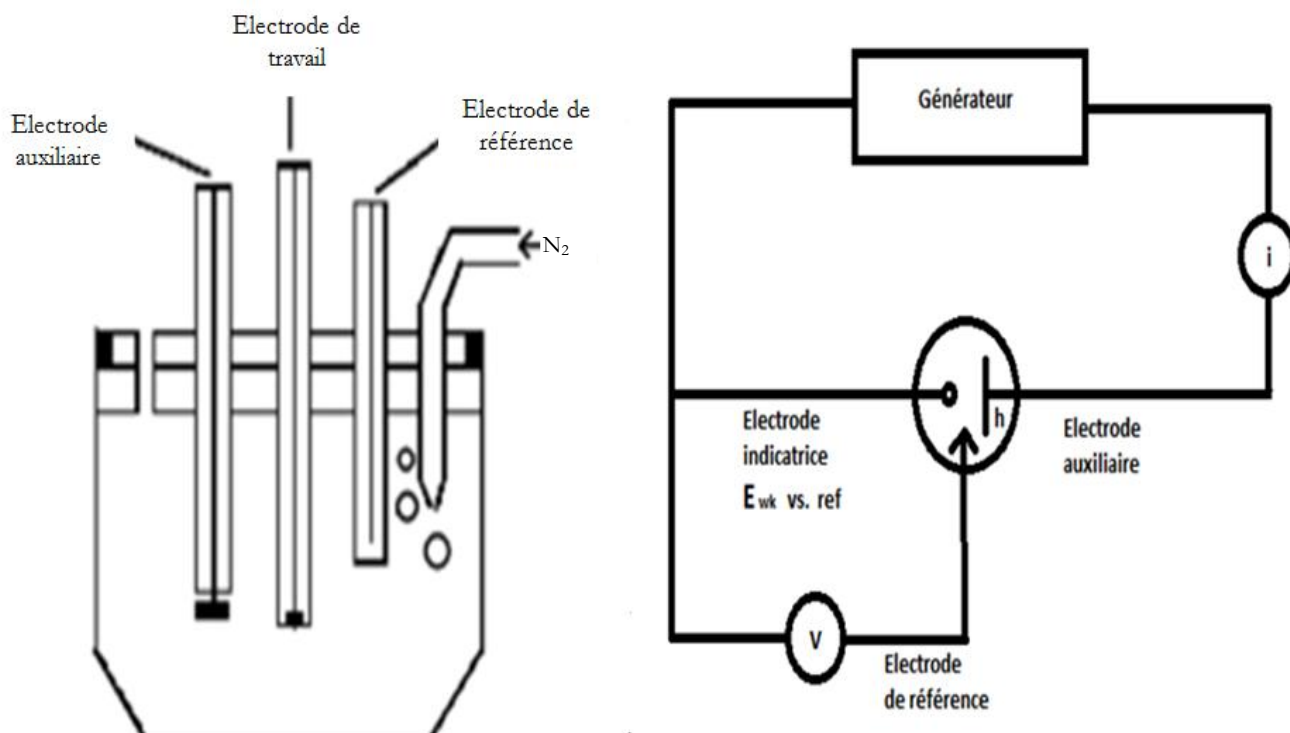 Electrode de
travail
Electrode
auxiliaire
Electrode de
référence
N₂
Générateur
i
h
Electrode
indicatrice
E wk vs. ref
Electrode
auxiliaire
V
Electrode
de référence